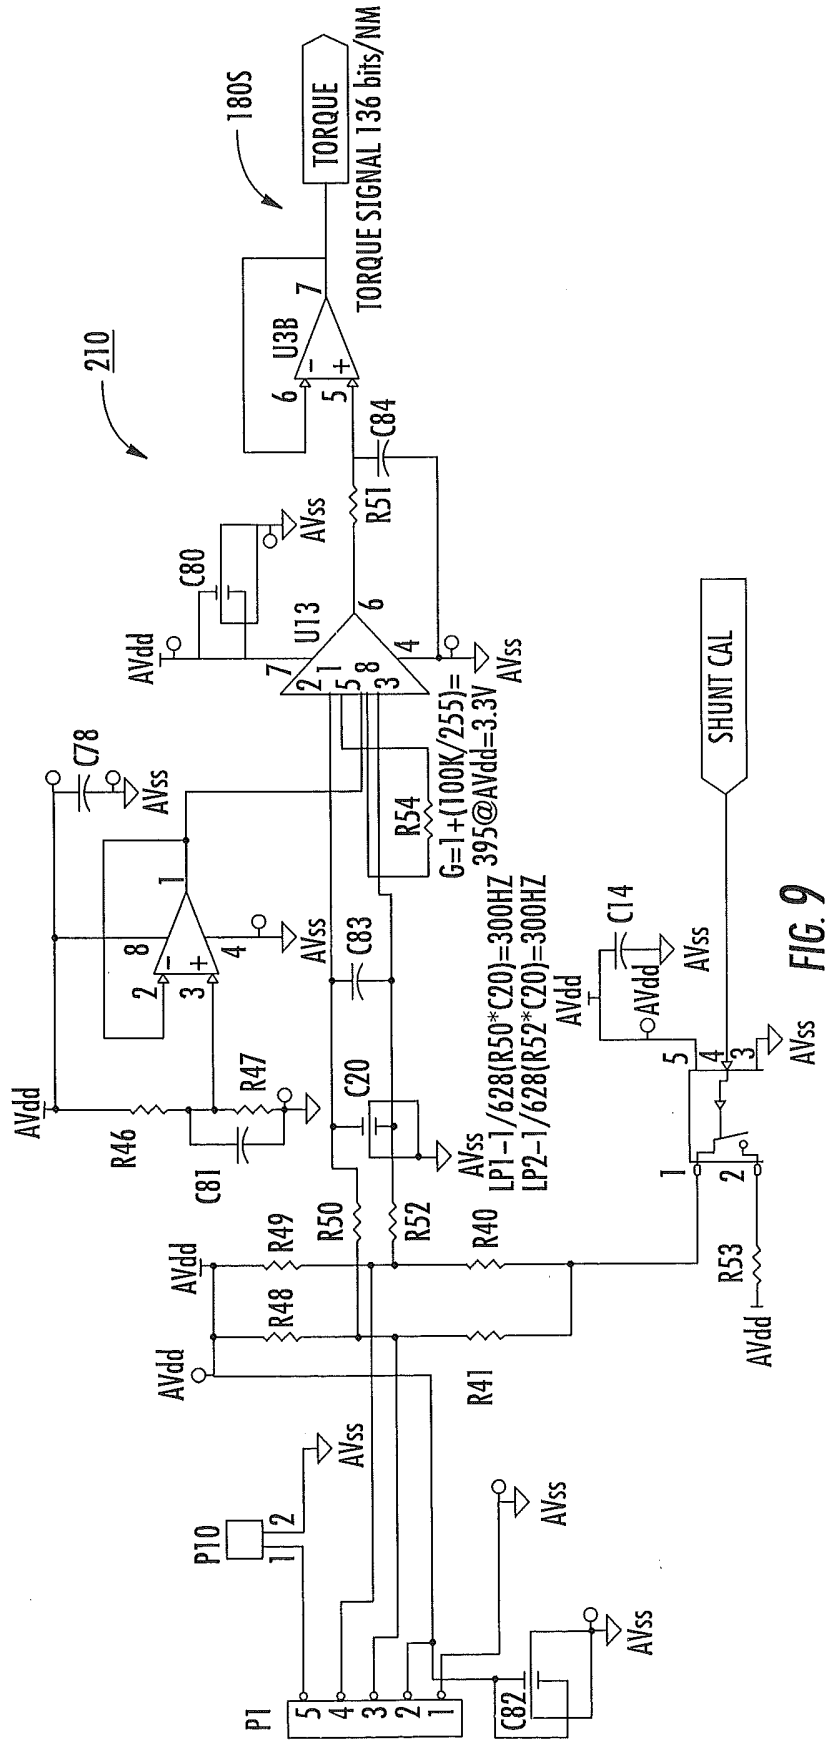 210
180S
AVdd
C80
AVss
U13
7
2
1
5
8
3
6
4
AVss
R51
C84
6
5
−
+
U3B
7
TORQUE
TORQUE SIGNAL 136 bits/NM
AVdd
R46
R47
C81
2
3
−
+
8
1
4
AVss
C78
AVss
R54
G=1+(100K/255)=
395@AVdd=3.3V
C83
C20
AVss
LP1-1/628(R50*C20)=300HZ
LP2-1/628(R52*C20)=300HZ
AVdd
AVdd
R49
R48
R50
R52
R40
R41
P10
1
2
AVss
P1
5
4
3
2
1
C82
AVss
AVss
1
2
R53
AVdd
5
4
3
AVss
AVdd
AVdd
C14
AVss
SHUNT CAL
FIG. 9